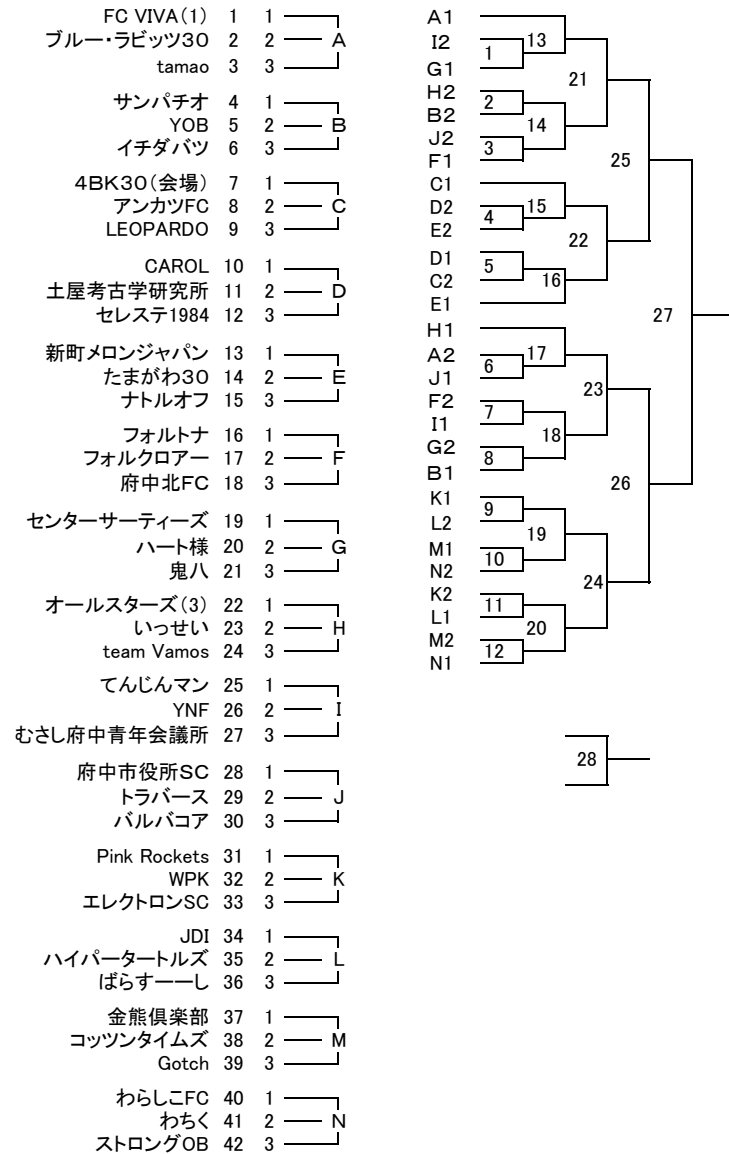 FC VIVA(1) 1 1
ブルー・ラビッツ30 2 2 A
tamao 3 3
サンパチオ 4 1
YOB 5 2 B
イチダバツ 6 3
4BK30(会場) 7 1
アンカツFC 8 2 C
LEOPARDO 9 3
CAROL 10 1
土屋考古学研究所 11 2 D
セレステ1984 12 3
新町メロンジャパン 13 1
たまがわ30 14 2 E
ナトルオフ 15 3
フォルトナ 16 1
フォルクロアー 17 2 F
府中北FC 18 3
センターサーティーズ 19 1
ハート様 20 2 G
鬼八 21 3
オールスターズ(3) 22 1
いっせい 23 2 H
team Vamos 24 3
てんじんマン 25 1
YNF 26 2 I
むさし府中青年会議所 27 3
府中市役所SC 28 1
トラバース 29 2 J
バルバコア 30 3
Pink Rockets 31 1
WPK 32 2 K
エレクトロンSC 33 3
JDI 34 1
ハイパータートルズ 35 2 L
ばらすーーし 36 3
金熊倶楽部 37 1
コッツンタイムズ 38 2 M
Gotch 39 3
わらしこFC 40 1
わちく 41 2 N
ストロングOB 42 3
A1
I2 13
1
G1
21
H2
2
B2
14
J2
3
F1
25
C1
D2 15
4
E2
22
D1
5
C2 16
E1
27
H1
A2 17
6
J1
23
F2
7
I1
18
G2
8
B1
26
K1
9
L2
19
M1
10
N2
24
K2
11
L1
20
M2
12
N1
28